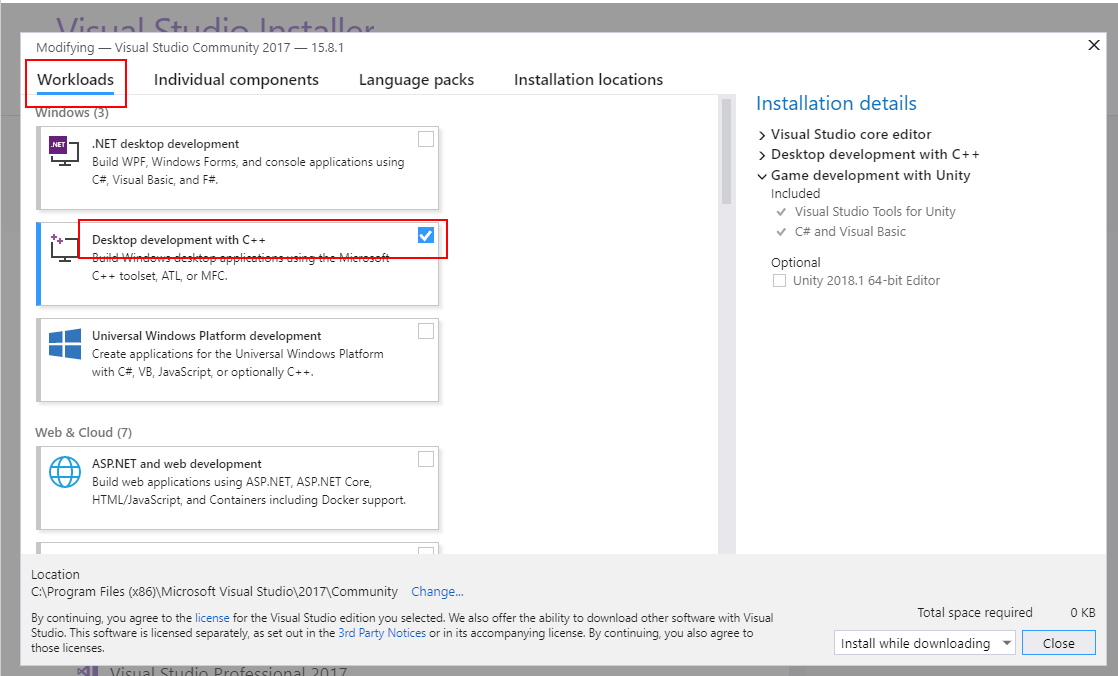 Visual Studio Installer
Modifying — Visual Studio Community 2017 — 15.8.1
Workloads
Individual components
Language packs
Installation locations
Windows (3)
.NET
.NET desktop development
Build WPF, Windows Forms, and console applications using
C#, Visual Basic, and F#.
Desktop development with C++
Build Windows desktop applications using the Microsoft
C++ toolset, ATL, or MFC.
Universal Windows Platform development
Create applications for the Universal Windows Platform
with C#, VB, JavaScript, or optionally C++.
Web & Cloud (7)
ASP.NET and web development
Build web applications using ASP.NET, ASP.NET Core,
HTML/JavaScript, and Containers including Docker support.
Installation details
Visual Studio core editor
Desktop development with C++
Game development with Unity
Included
Visual Studio Tools for Unity
C# and Visual Basic
Optional
Unity 2018.1 64-bit Editor
Location
C:\Program Files (x86)\Microsoft Visual Studio\2017\Community
Change...
By continuing, you agree to the license for the Visual Studio edition you selected. We also offer the ability to download other software with Visual
Studio. This software is licensed separately, as set out in the 3rd Party Notices or in its accompanying license. By continuing, you also agree to
those licenses.
Total space required
0 KB
Install while downloading
Close
Visual Studio Professional 2017